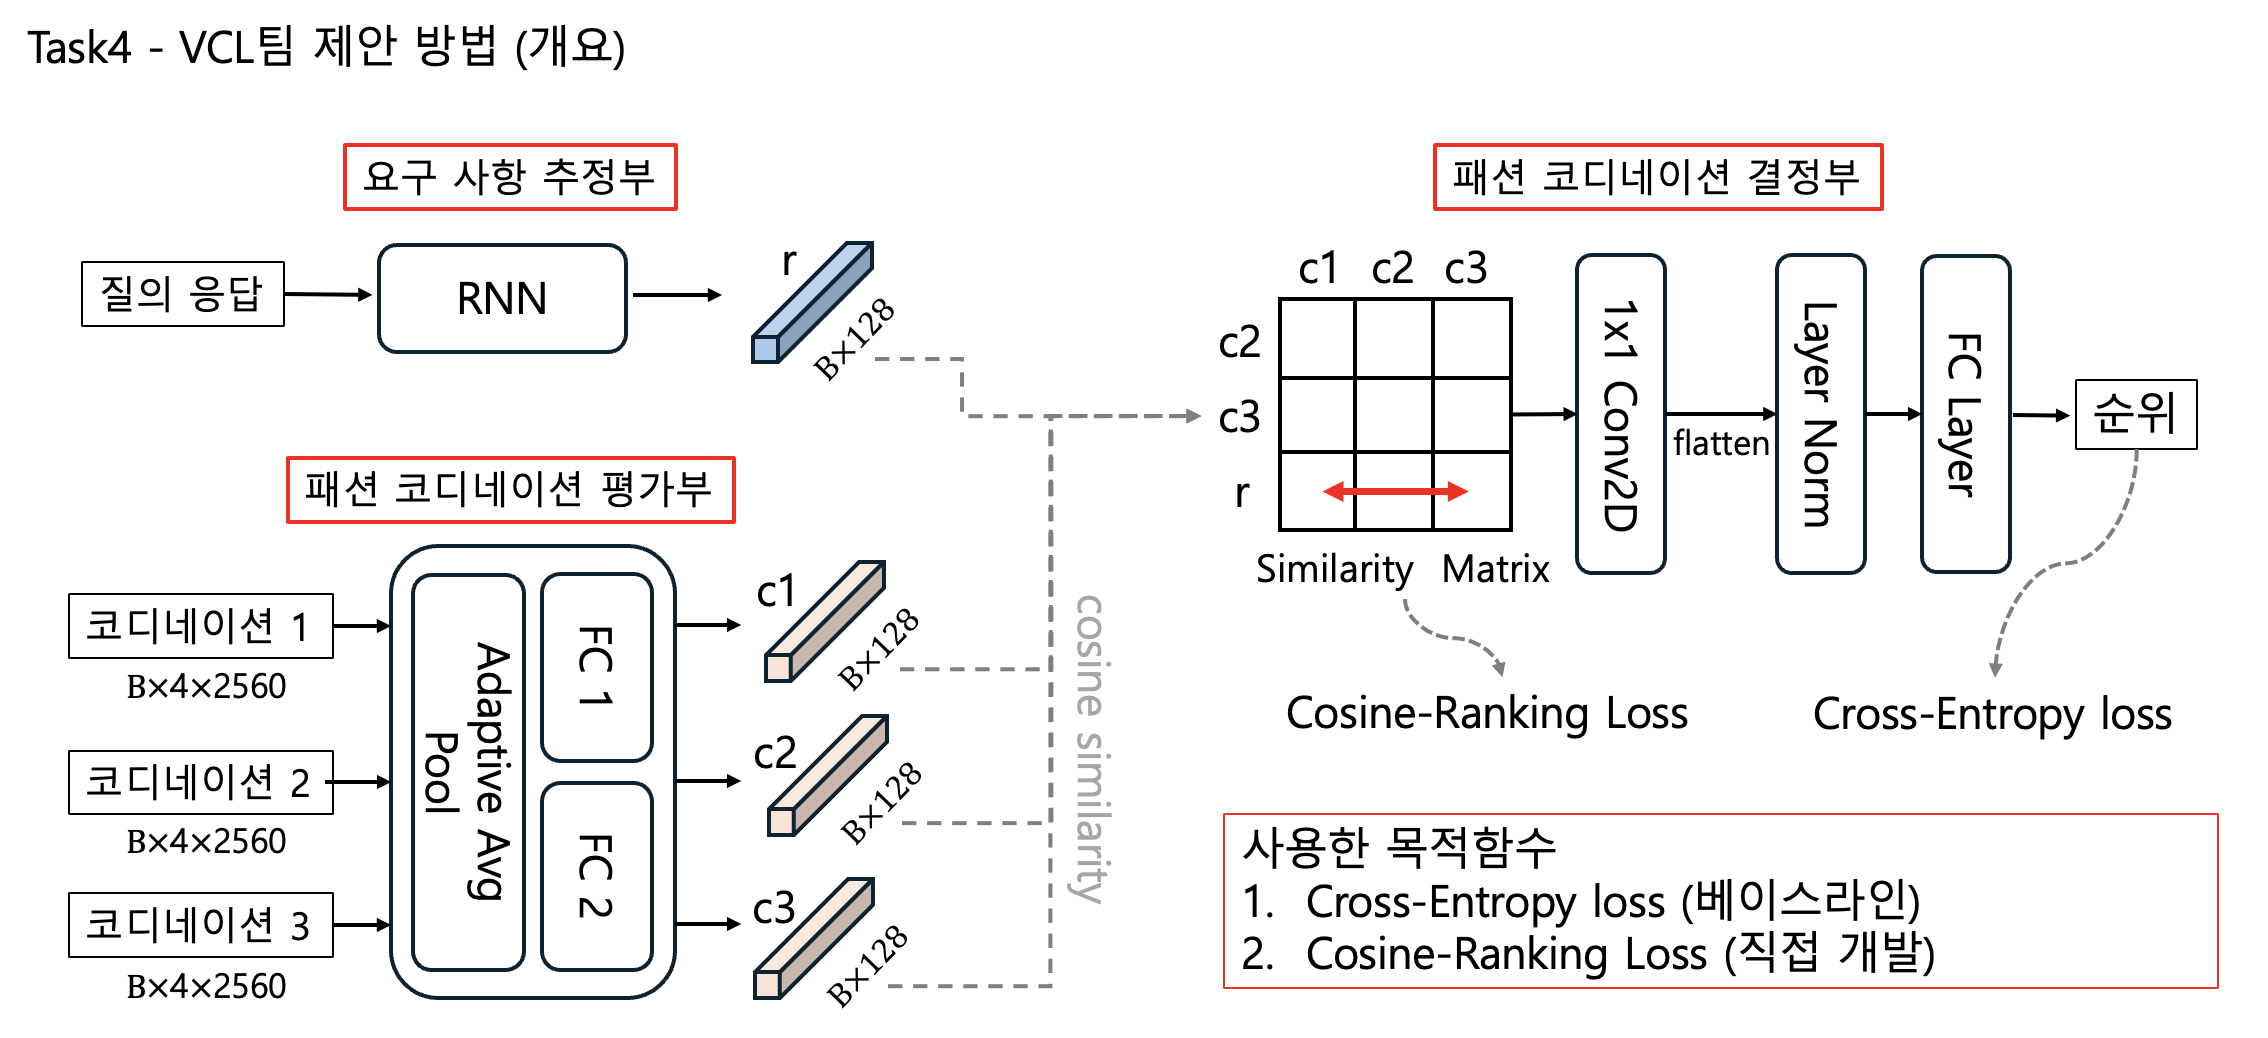 Task4 - VCL팀 제안 방법 (개요)
요구 사항 추정부
질의 응답
RNN
r
B×128
패션 코디네이션 평가부
코디네이션 1
B×4×2560
코디네이션 2
B×4×2560
코디네이션 3
B×4×2560
Adaptive Avg
Pool
FC 1
FC 2
c1
B×128
c2
B×128
c3
B×128
cosine similarity
패션 코디네이션 결정부
c1 c2 c3
c2
c3
r
Similarity Matrix
1x1 Conv2D
flatten
Layer Norm
FC Layer
순위
Cosine-Ranking Loss
Cross-Entropy loss
사용한 목적함수
1. Cross-Entropy loss (베이스라인)
2. Cosine-Ranking Loss (직접 개발)